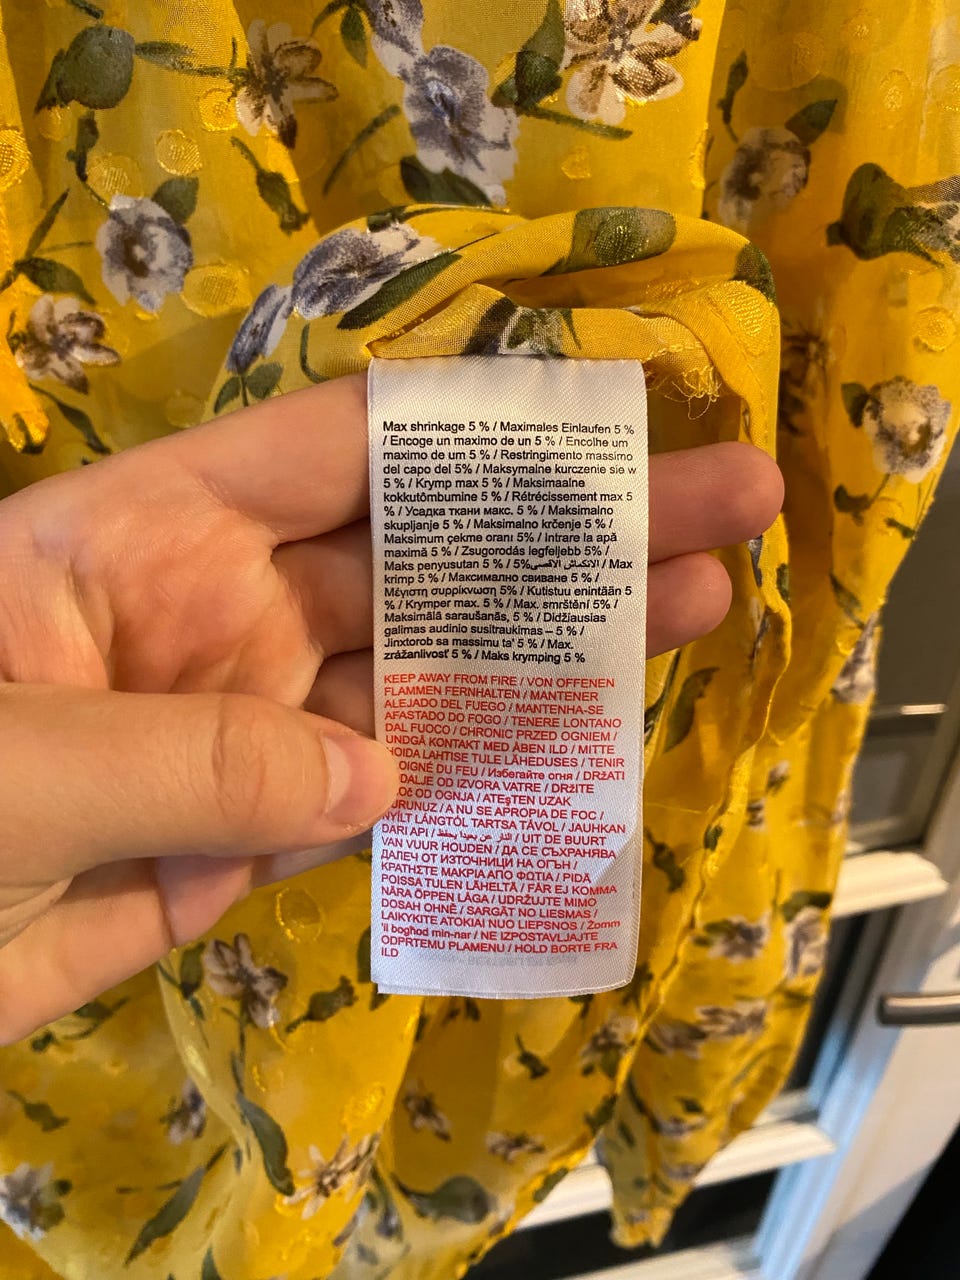 Max shrinkage 5 % / Maximales Einlaufen 5 %
/ Encoge un maximo de un 5 % / Encolhe um
maximo de um 5 % / Restringimento massimo
del capo del 5% / Maksymalne kurczenie sie w
5 % / Krymp max 5 % / Maksimaalne
kokkutõmbumine 5 % / Rétrécissement max 5
% / Усадка ткани макс. 5 % / Maksimalno
skupljanje 5 % / Maksimalno krčenje 5 % /
Maksimum çekme oranı 5% / Intrare la apă
maximă 5 % / Zsugorodás legfeljebb 5% /
Maks penyusutan 5 % / 5%الانكماش الاقصى / Max
krimp 5 % / Максимално свиване 5 % /
Μέγιστη συρρίκνωση 5% / Kutistuu enintään 5
% / Krymper max. 5 % / Max. smrštění 5% /
Maksimālā saraušanās, 5 % / Didžiausias
galimas audinio susitraukimas – 5 % /
Jinxtorob sa massimu ta' 5 % / Max.
zrážanlivosť 5 % / Maks krymping 5 %
KEEP AWAY FROM FIRE / VON OFFENEN
FLAMMEN FERNHALTEN / MANTENER
ALEJADO DEL FUEGO / MANTENHA-SE
AFASTADO DO FOGO / TENERE LONTANO
DAL FUOCO / CHRONIC PRZED OGNIEM /
UNDGÅ KONTAKT MED ÅBEN ILD / MITTE
HOIDA LAHTISE TULE LÄHEDUSES / TENIR
DU FEU / Избегайте огня / DRŽATI
DALJE OD IZVORA VATRE / DRžITE
OD OGNJA / ATEşTEN UZAK
/ A NU SE APROPIA DE FOC /
NYÍLT LÁNGTÓL TARTSA TÁVOL / JAUHKAN
DARI API / النار عن بعيدا يحفظ / UIT DE BUURT
VAN VUUR HOUDEN / ДА СЕ СЪХРАНЯВА
ДАЛЕЧ ОТ ИЗТОЧНИЦИ НА ОГЪН /
ΚΡΑΤΗΣΤΕ ΜΑΚΡΙΑ ΑΠΟ ΦΩΤΙΑ / PIDÄ
POISSA TULEN LÄHELTÄ / FÅR EJ KOMMA
NÄRA ÖPPEN LÅGA / UDRŽUJTE MIMO
DOSAH OHNĚ / SARGĀT NO LIESMAS /
LAIKYKITE ATOKIAI NUO LIEPSNOS / Żomm
'il bogħod min-nar / NE IZPOSTAVLJAJTE
ODPRTEMU PLAMENU / HOLD BORTE FRA
ILD